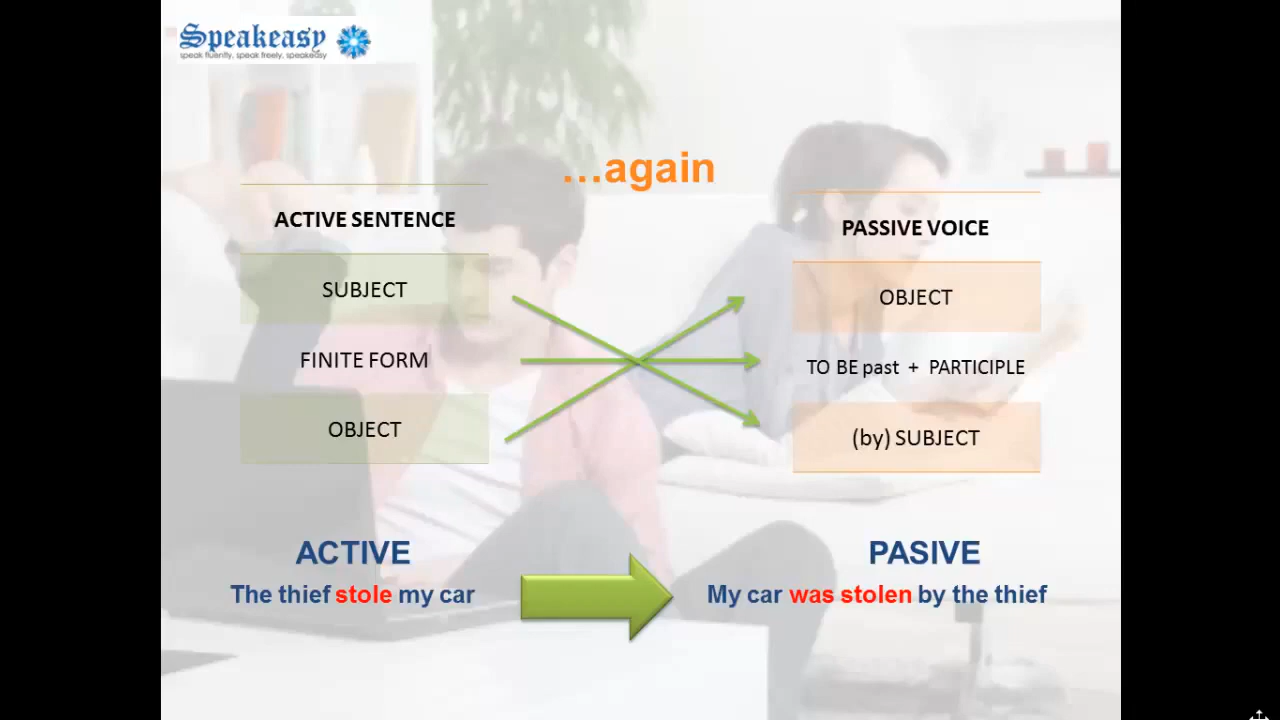 Speakeasy
speak fluently, speak freely, speakeasy
…again
ACTIVE SENTENCE
SUBJECT
FINITE FORM
OBJECT
PASSIVE VOICE
OBJECT
TO BE past + PARTICIPLE
(by) SUBJECT
ACTIVE
The thief stole my car
PASIVE
My car was stolen by the thief